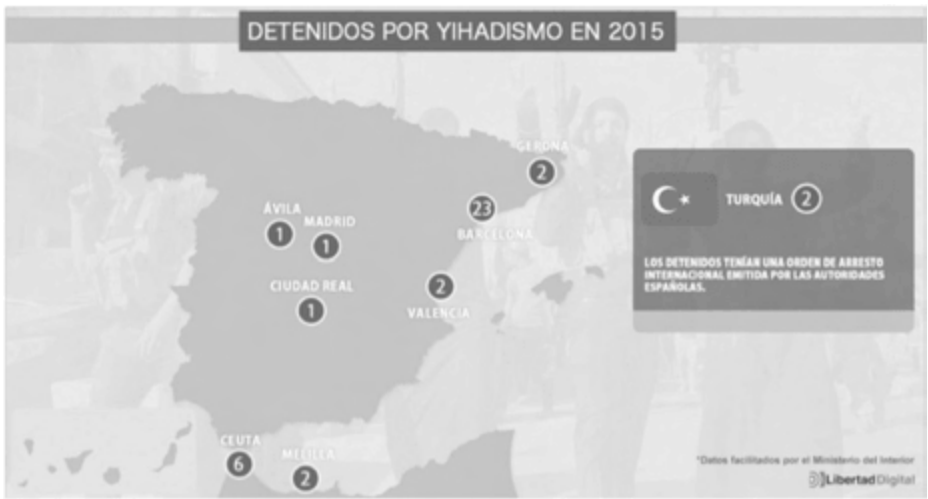 DETENIDOS POR YIHADISMO EN 2015
GERONA
2
23
BARCELONA
ÁVILA
1
MADRID
1
CIUDAD REAL
1
2
VALENCIA
CEUTA
6
MELILLA
2
TURQUÍA 2
LOS DETENIDOS TENÍAN UNA ORDEN DE ARRESTO
INTERNACIONAL EMITIDA POR LAS AUTORIDADES
ESPAÑOLAS.
*Datos facilitados por el Ministerio del Interior
LibertadDigital